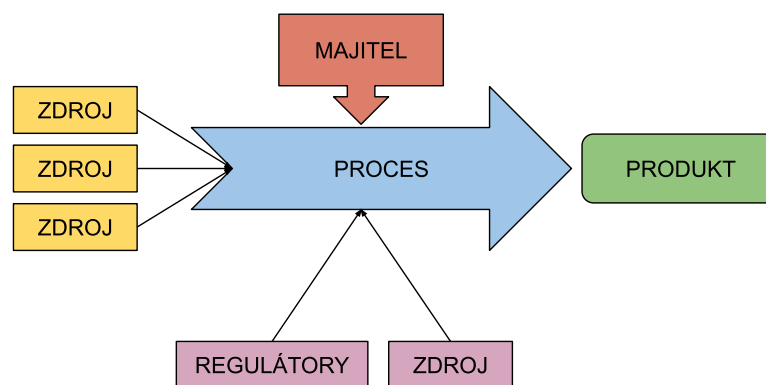 MAJITEL
ZDROJ
ZDROJ
ZDROJ
PROCES
PRODUKT
REGULÁTORY
ZDROJ